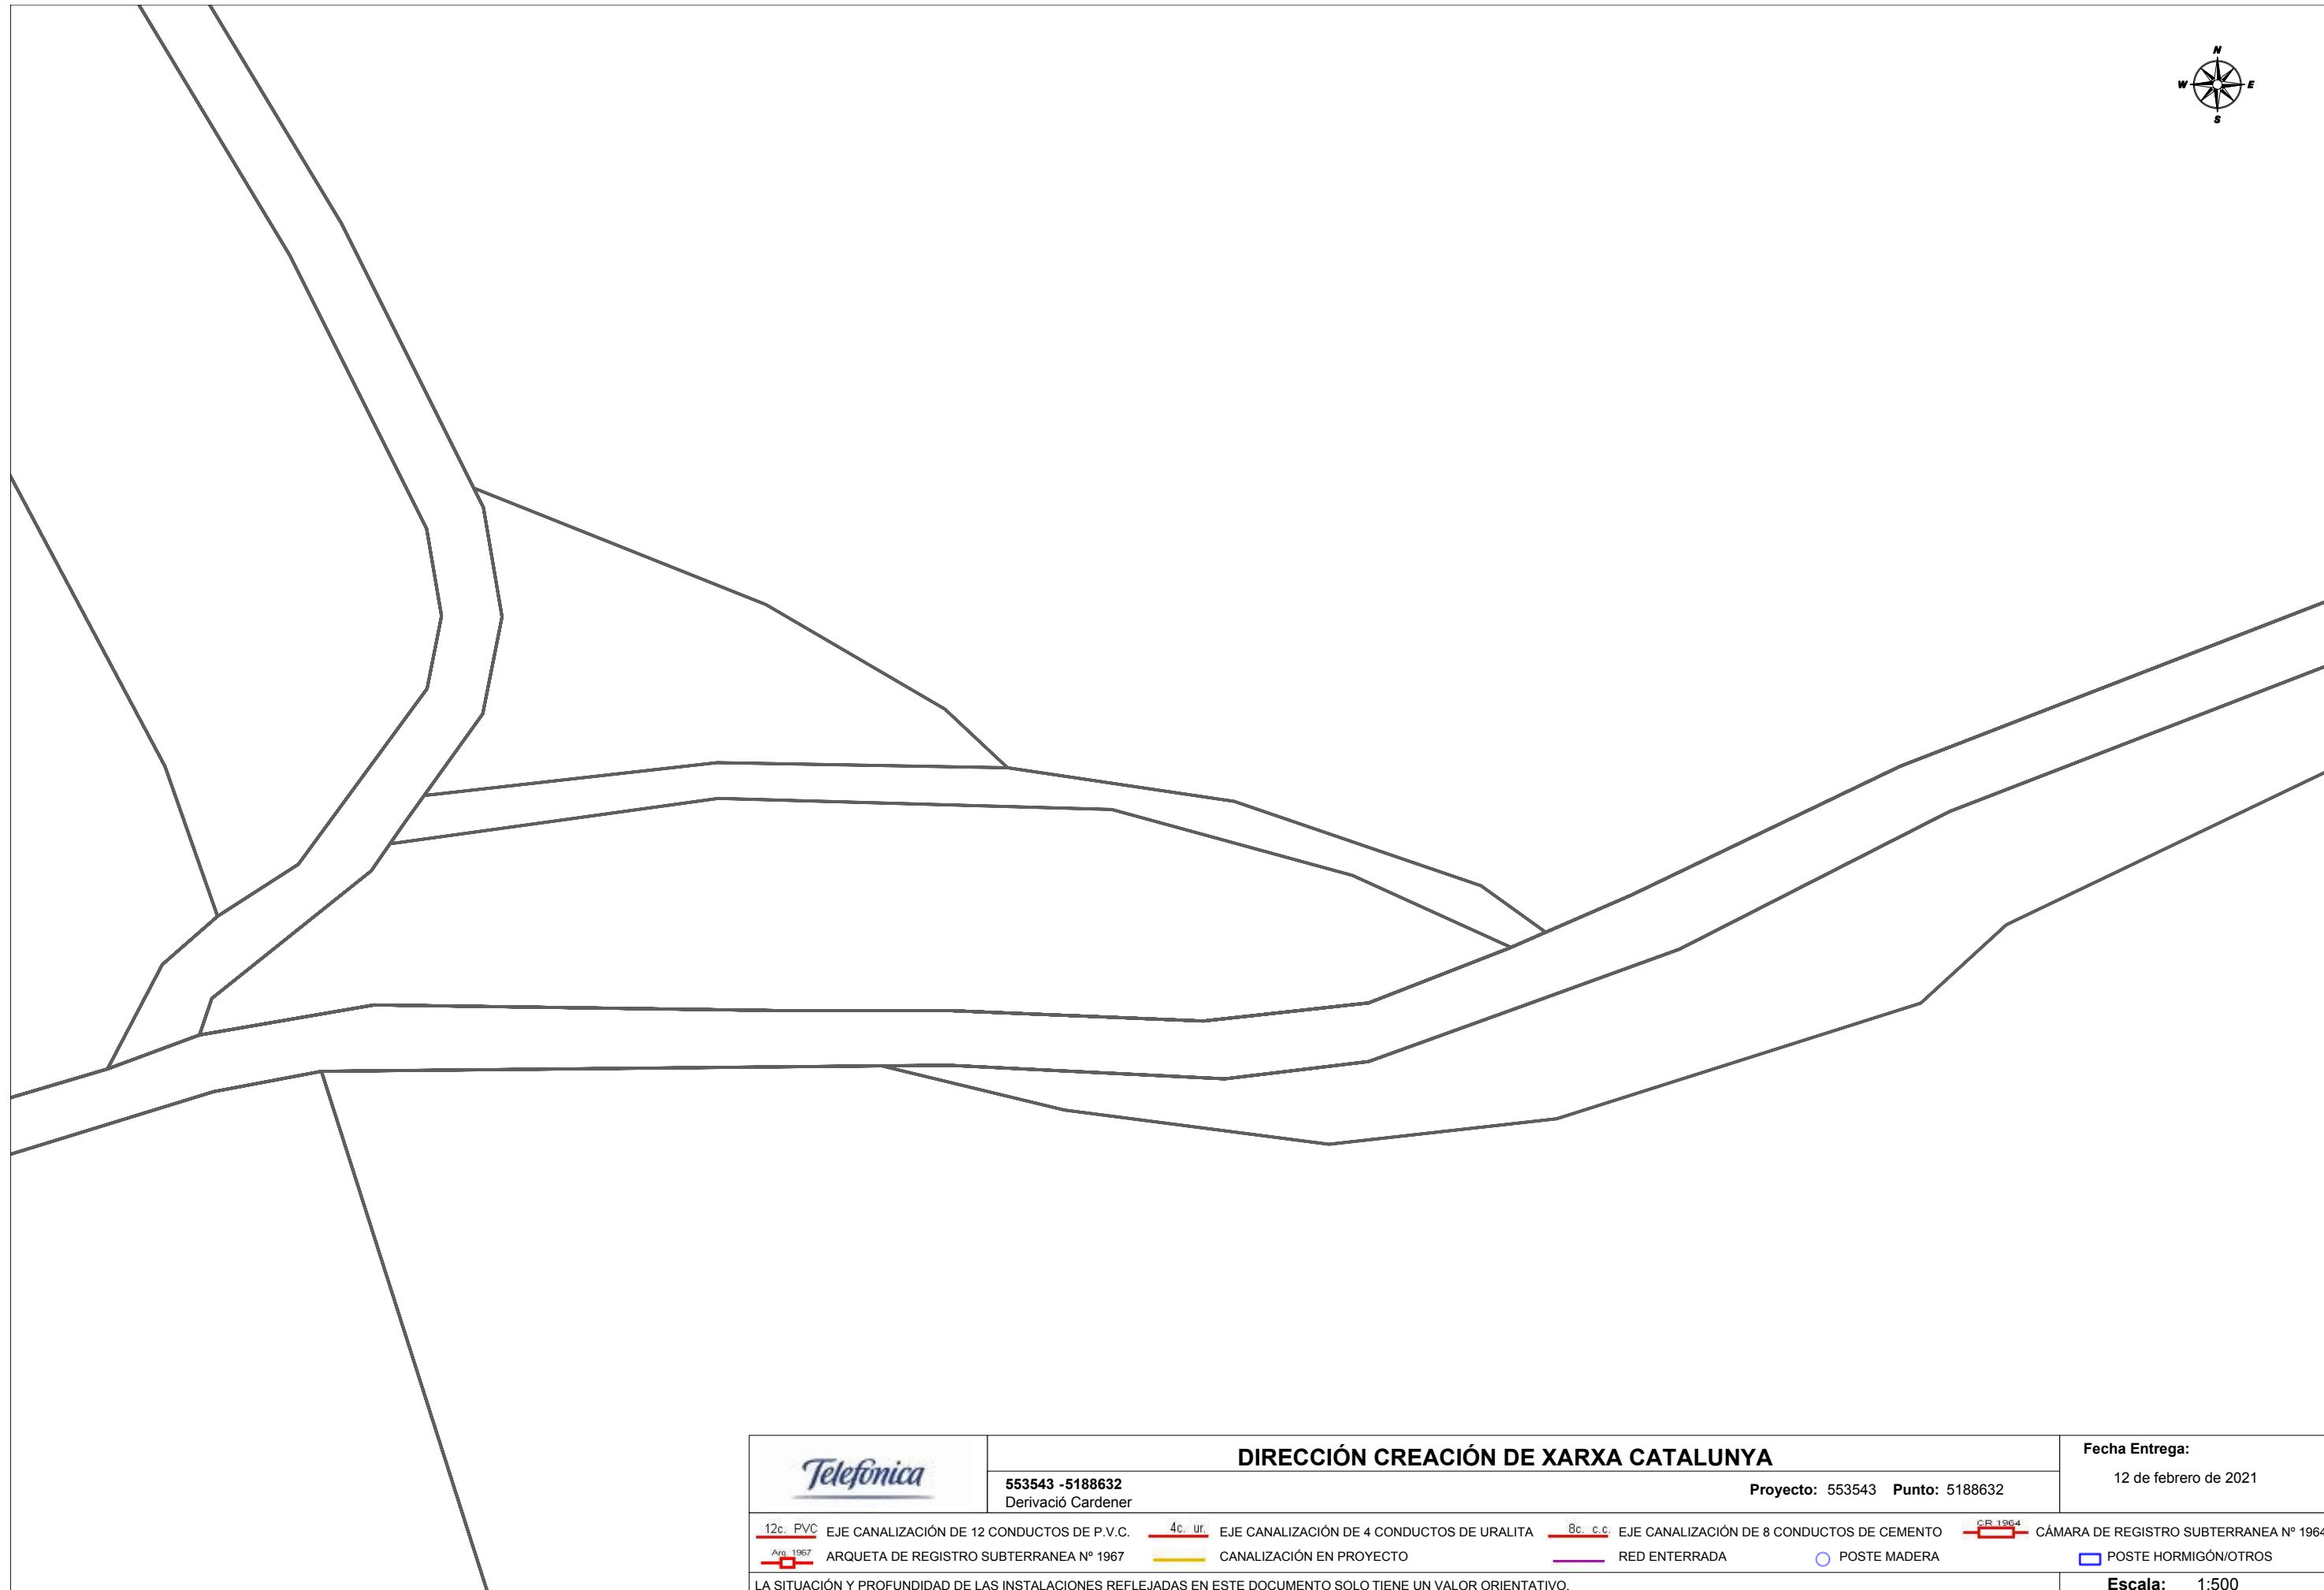 N
W E
S
Telefónica
DIRECCIÓN CREACIÓN DE XARXA CATALUNYA
553543 -5188632
Derivació Cardener
Proyecto: 553543 Punto: 5188632
Fecha Entrega:
12 de febrero de 2021
12c. PVC EJE CANALIZACIÓN DE 12 CONDUCTOS DE P.V.C. 4c. ur. EJE CANALIZACIÓN DE 4 CONDUCTOS DE URALITA 8c. c.c. EJE CANALIZACIÓN DE 8 CONDUCTOS DE CEMENTO C.R. 1964 CÁMARA DE REGISTRO SUBTERRANEA Nº 1964
Arq. 1967 ARQUETA DE REGISTRO SUBTERRANEA Nº 1967 CANALIZACIÓN EN PROYECTO RED ENTERRADA POSTE MADERA POSTE HORMIGÓN/OTROS
LA SITUACIÓN Y PROFUNDIDAD DE LAS INSTALACIONES REFLEJADAS EN ESTE DOCUMENTO SOLO TIENE UN VALOR ORIENTATIVO.
Escala: 1:500